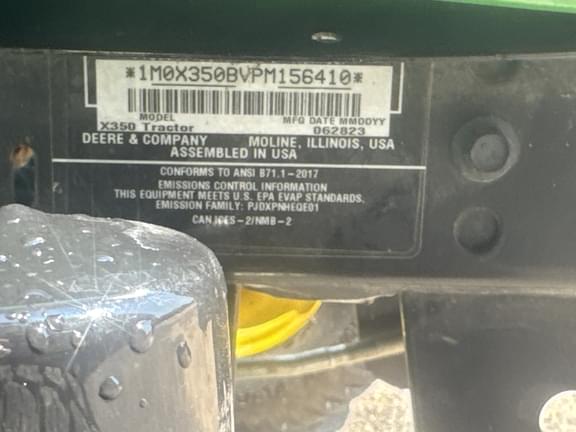 *1M0X350BVPM156410*
MODEL MFG DATE MMDDYY
X350 Tractor 062823
DEERE & COMPANY MOLINE, ILLINOIS, USA
ASSEMBLED IN USA
CONFORMS TO ANSI B71.1-2017
EMISSIONS CONTROL INFORMATION
THIS EQUIPMENT MEETS U.S. EPA EVAP STANDARDS.
EMISSION FAMILY: PJDXPNHEQE01
CAN ICES-2/NMB-2